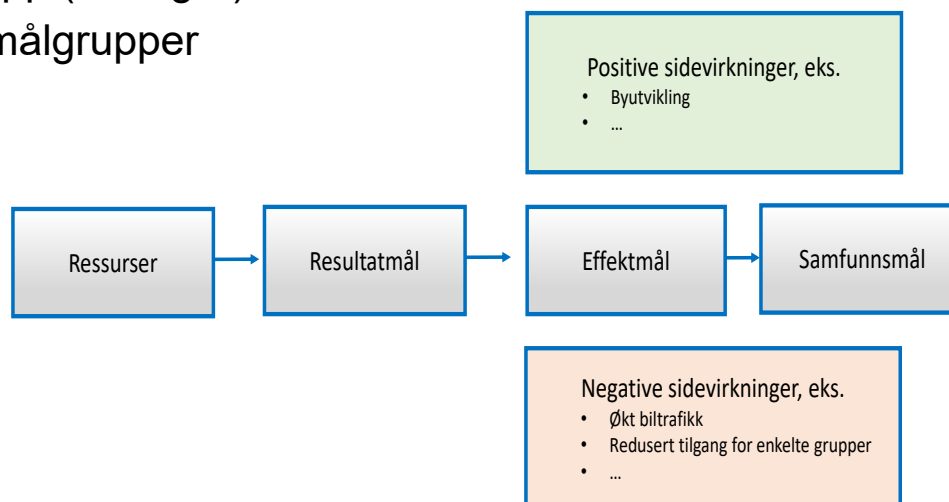 målgrupper
Positive sidevirkninger, eks.
• Byutvikling
• ...
Ressurser
Resultatmål
Effektmål
Samfunnsmål
Negative sidevirkninger, eks.
• Økt biltrafikk
• Redusert tilgang for enkelte grupper
• ...